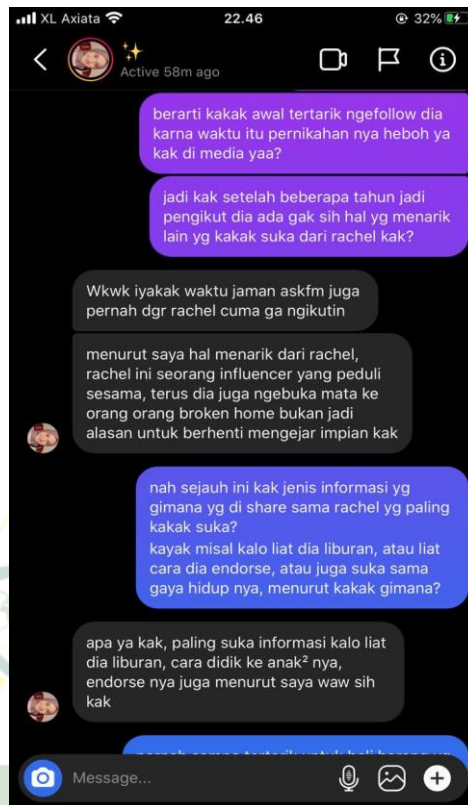 XL Axiata
22.46
32%
Active 58m ago
berarti kakak awal tertarik ngefollow dia
karna waktu itu pernikahan nya heboh ya
kak di media yaa?
jadi kak setelah beberapa tahun jadi
pengikut dia ada gak sih hal yg menarik
lain yg kakak suka dari rachel kak?
Wkwk iyakak waktu jaman askfm juga
pernah dgr rachel cuma ga ngikutin
menurut saya hal menarik dari rachel,
rachel ini seorang influencer yang peduli
sesama, terus dia juga ngebuka mata ke
orang orang broken home bukan jadi
alasan untuk berhenti mengejar impian kak
nah sejauh ini kak jenis informasi yg
gimana yg di share sama rachel yg paling
kakak suka?
kayak misal kalo liat dia liburan, atau liat
cara dia endorse, atau juga suka sama
gaya hidup nya, menurut kakak gimana?
apa ya kak, paling suka informasi kalo liat
dia liburan, cara didik ke anak² nya,
endorse nya juga menurut saya waw sih
kak
Message...